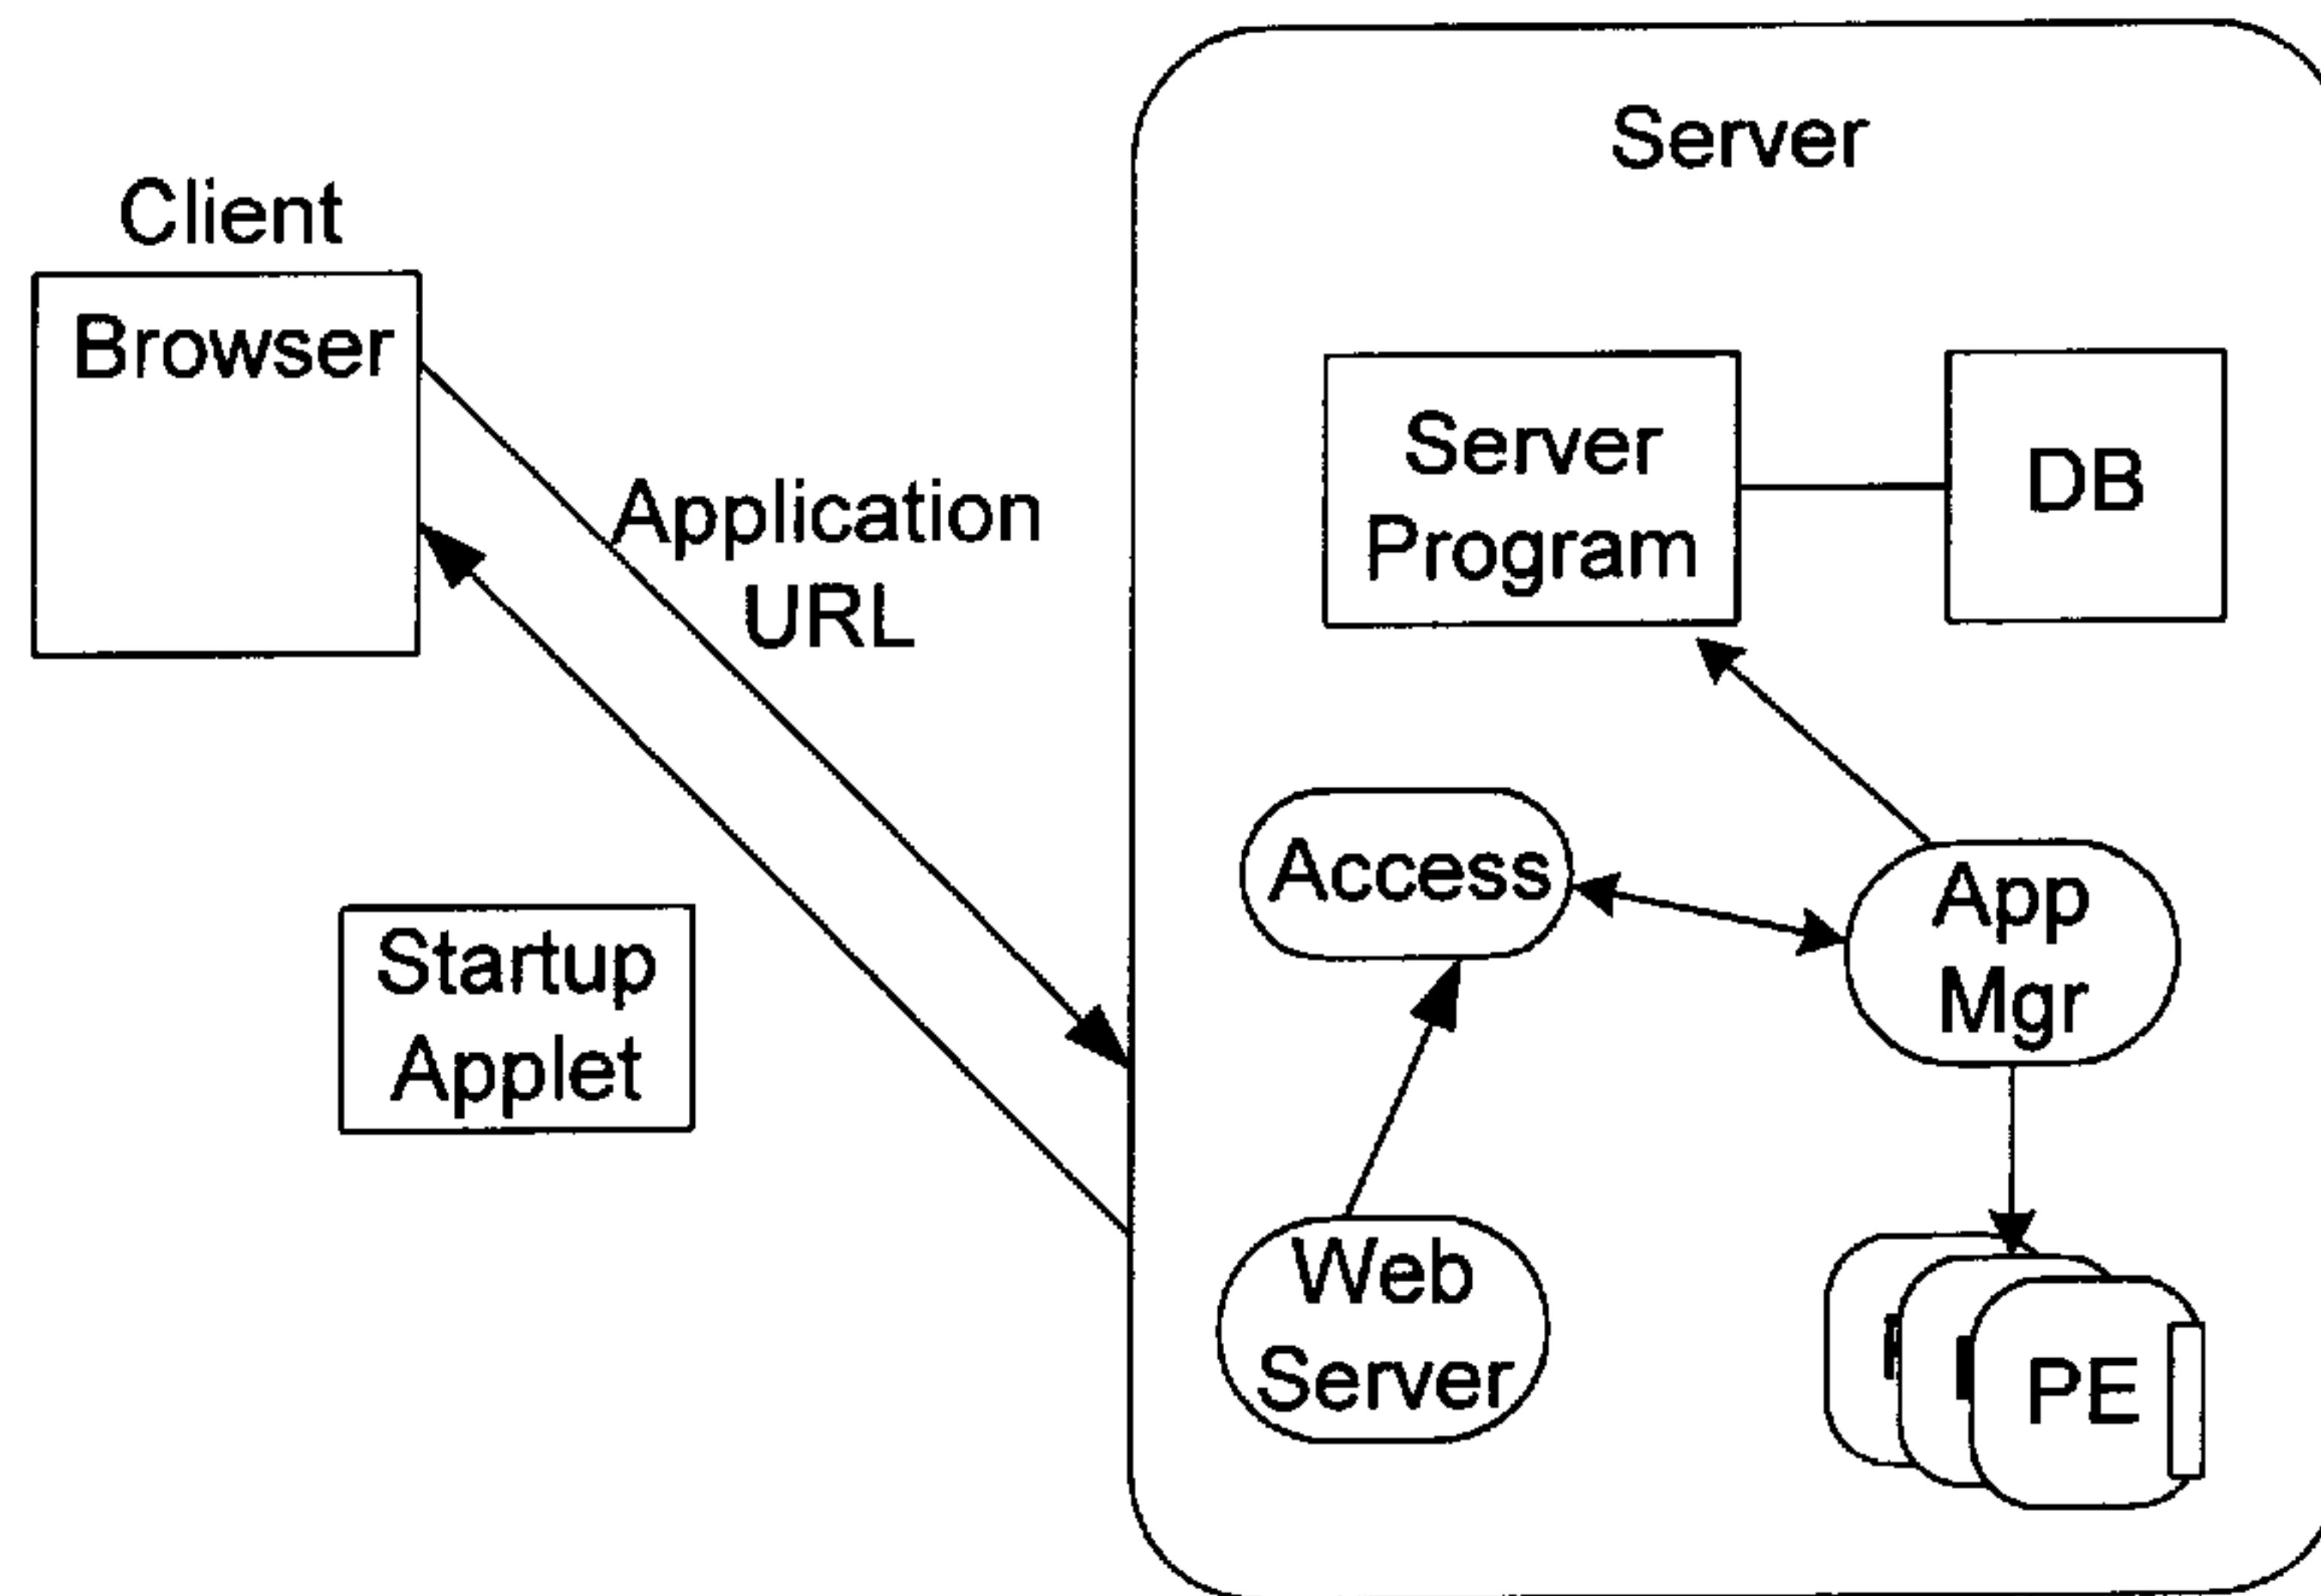 Server
Client
Browser
Application
URL
Server
Program
DB
Startup
Applet
Access
App
Mgr
Web
Server
PE